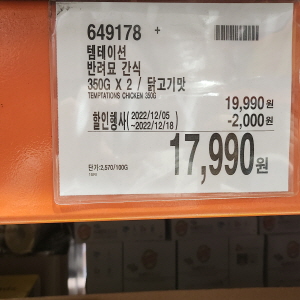 649178 +
템테이션
반려묘 간식
350G X 2 / 닭고기맛
TEMPTATIONS CHICKEN 350G
19,990원
할인행사(2022/12/05 ~2022/12/18) -2,000원
17,990원
단가:2,570/100G